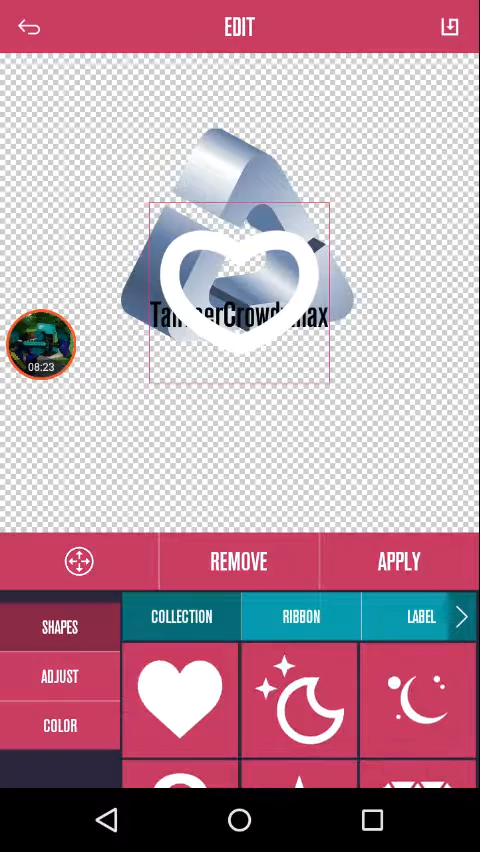 EDIT
08:23
REMOVE
APPLY
SHAPES
COLLECTION
RIBBON
LABEL
ADJUST
COLOR